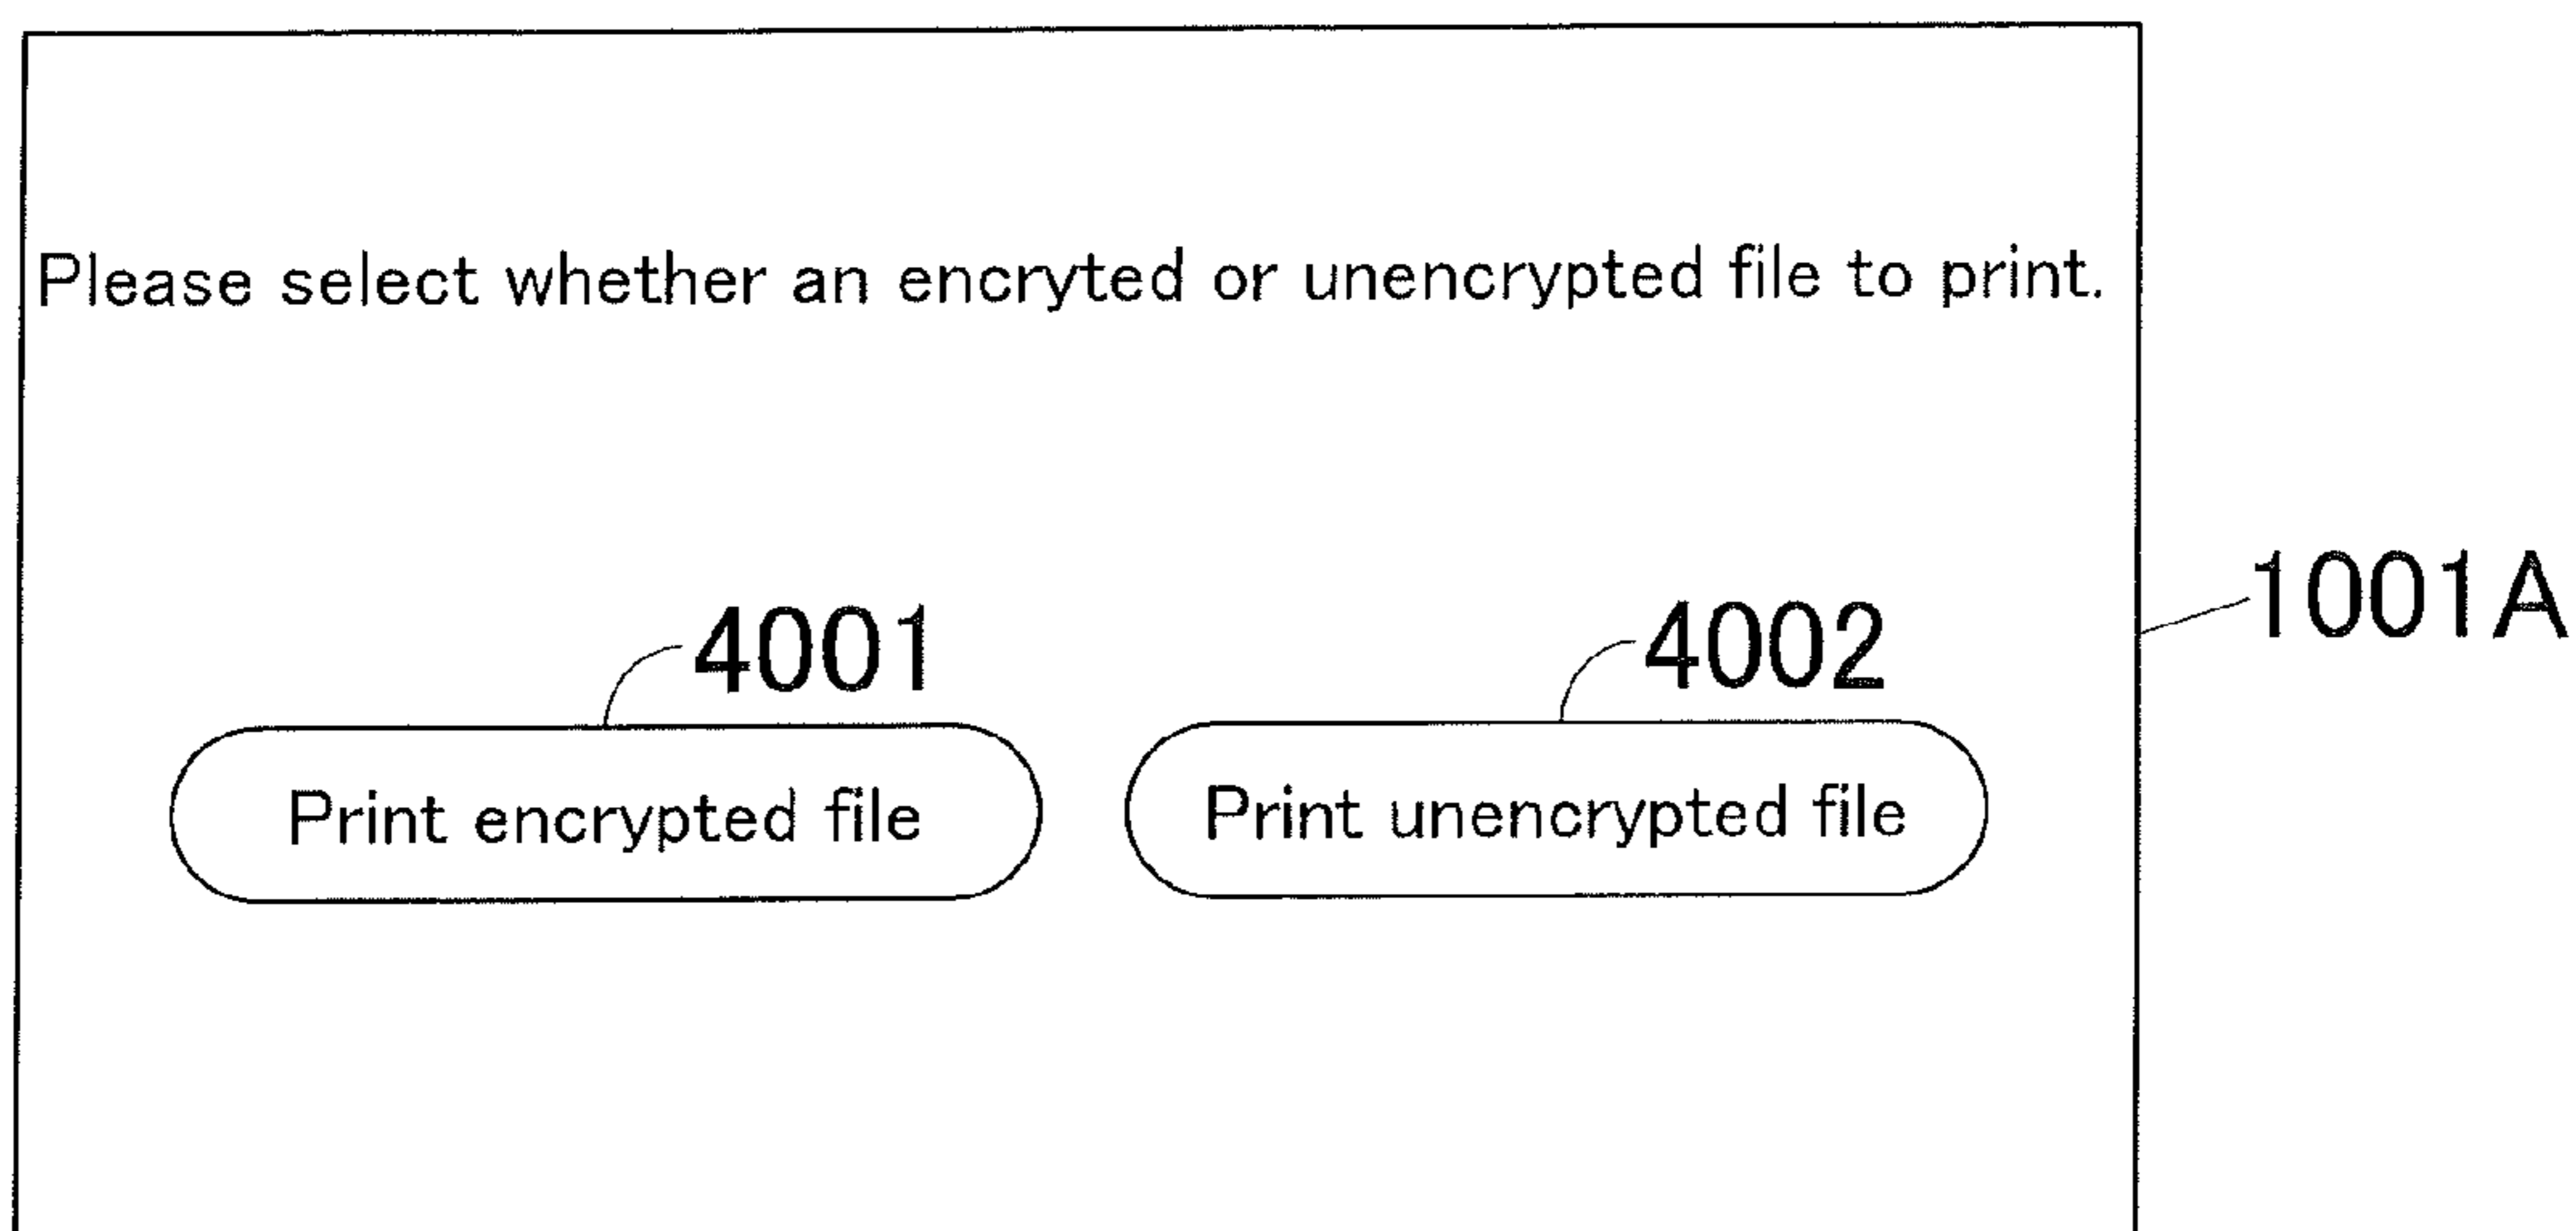 Please select whether an encryted or unencrypted file to print.
1001A
4001
4002
Print encrypted file
Print unencrypted file